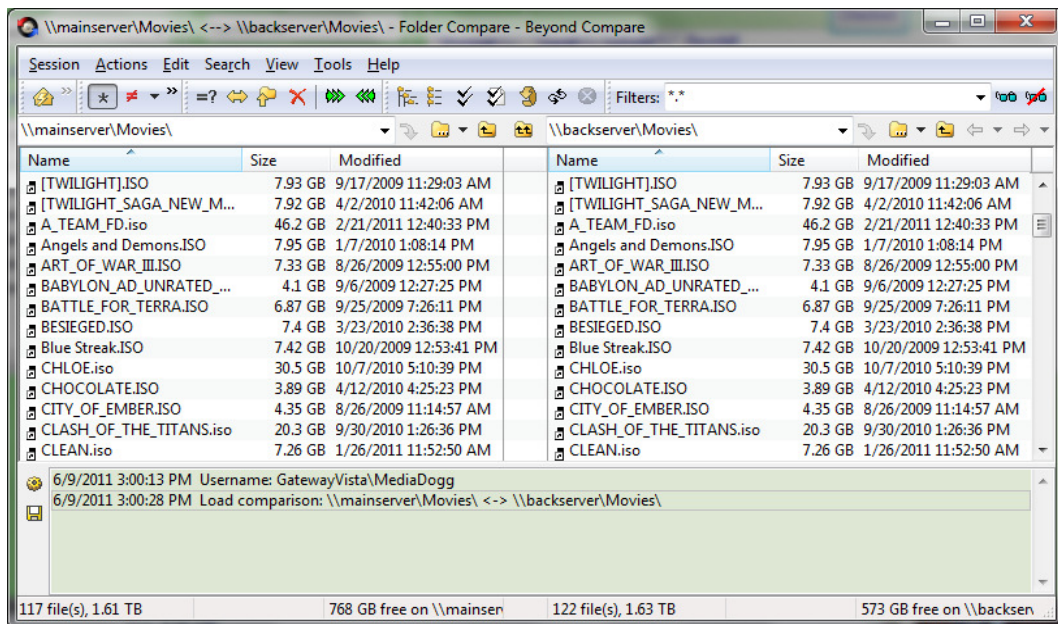 \\mainserver\Movies\ <--> \\backserver\Movies\ - Folder Compare - Beyond Compare
Session Actions Edit Search View Tools Help
=? Filters: *.*
\\mainserver\Movies\ \\backserver\Movies\
Name Size Modified Name Size Modified
[TWILIGHT].ISO 7.93 GB 9/17/2009 11:29:03 AM [TWILIGHT].ISO 7.93 GB 9/17/2009 11:29:03 AM
[TWILIGHT_SAGA_NEW_M... 7.92 GB 4/2/2010 11:42:06 AM [TWILIGHT_SAGA_NEW_M... 7.92 GB 4/2/2010 11:42:06 AM
A_TEAM_FD.iso 46.2 GB 2/21/2011 12:40:33 PM A_TEAM_FD.iso 46.2 GB 2/21/2011 12:40:33 PM
Angels and Demons.ISO 7.95 GB 1/7/2010 1:08:14 PM Angels and Demons.ISO 7.95 GB 1/7/2010 1:08:14 PM
ART_OF_WAR_III.ISO 7.33 GB 8/26/2009 12:55:00 PM ART_OF_WAR_III.ISO 7.33 GB 8/26/2009 12:55:00 PM
BABYLON_AD_UNRATED_... 4.1 GB 9/6/2009 12:27:25 PM BABYLON_AD_UNRATED_... 4.1 GB 9/6/2009 12:27:25 PM
BATTLE_FOR_TERRA.ISO 6.87 GB 9/25/2009 7:26:11 PM BATTLE_FOR_TERRA.ISO 6.87 GB 9/25/2009 7:26:11 PM
BESIEGED.ISO 7.4 GB 3/23/2010 2:36:38 PM BESIEGED.ISO 7.4 GB 3/23/2010 2:36:38 PM
Blue Streak.ISO 7.42 GB 10/20/2009 12:53:41 PM Blue Streak.ISO 7.42 GB 10/20/2009 12:53:41 PM
CHLOE.iso 30.5 GB 10/7/2010 5:10:39 PM CHLOE.iso 30.5 GB 10/7/2010 5:10:39 PM
CHOCOLATE.ISO 3.89 GB 4/12/2010 4:25:23 PM CHOCOLATE.ISO 3.89 GB 4/12/2010 4:25:23 PM
CITY_OF_EMBER.ISO 4.35 GB 8/26/2009 11:14:57 AM CITY_OF_EMBER.ISO 4.35 GB 8/26/2009 11:14:57 AM
CLASH_OF_THE_TITANS.iso 20.3 GB 9/30/2010 1:26:36 PM CLASH_OF_THE_TITANS.iso 20.3 GB 9/30/2010 1:26:36 PM
CLEAN.iso 7.26 GB 1/26/2011 11:52:50 AM CLEAN.iso 7.26 GB 1/26/2011 11:52:50 AM
6/9/2011 3:00:13 PM Username: GatewayVista\MediaDogg
6/9/2011 3:00:28 PM Load comparison: \\mainserver\Movies\ <-> \\backserver\Movies\
117 file(s), 1.61 TB 768 GB free on \\mainser 122 file(s), 1.63 TB 573 GB free on \\backser